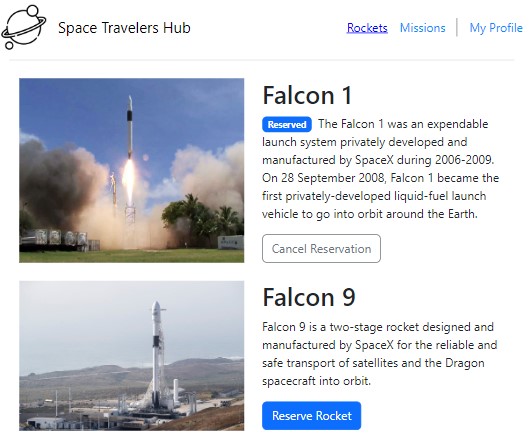 Space Travelers Hub
Rockets Missions My Profile
Falcon 1
Reserved The Falcon 1 was an expendable
launch system privately developed and
manufactured by SpaceX during 2006-2009.
On 28 September 2008, Falcon 1 became the
first privately-developed liquid-fuel launch
vehicle to go into orbit around the Earth.
Cancel Reservation
Falcon 9
Falcon 9 is a two-stage rocket designed and
manufactured by SpaceX for the reliable and
safe transport of satellites and the Dragon
spacecraft into orbit.
Reserve Rocket